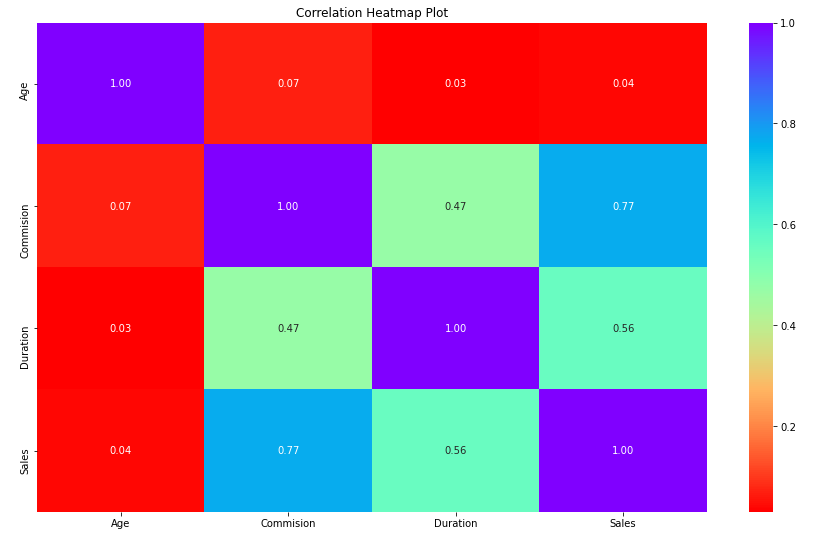 Correlation Heatmap Plot
Age 1.00 0.07 0.03 0.04
Commision 0.07 1.00 0.47 0.77
Duration 0.03 0.47 1.00 0.56
Sales 0.04 0.77 0.56 1.00
Age Commision Duration Sales
1.0
0.8
0.6
0.4
0.2